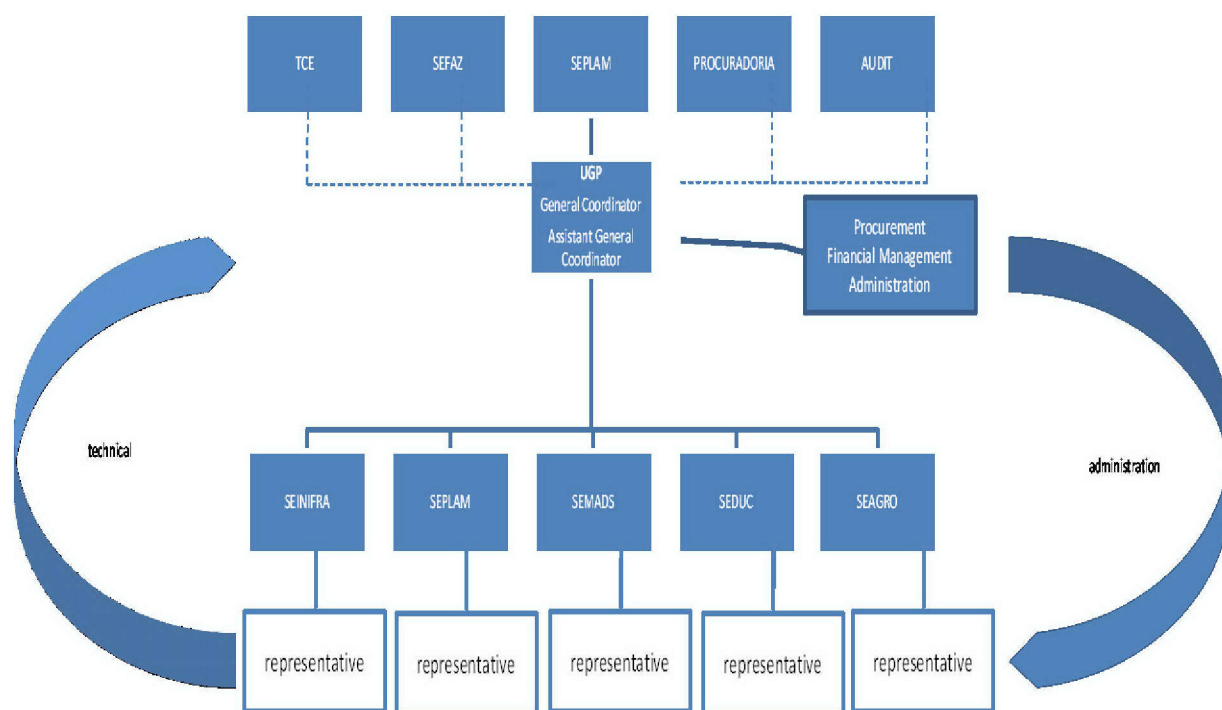 TCE
SEFAZ
SEPLAM
PROCURADORIA
AUDIT
UGP
General Coordinator
Assistant General
Coordinator
Procurement
Financial Management
Administration
technical
administration
SEINIFRA
SEPLAM
SEMADS
SEDUC
SEAGRO
representative
representative
representative
representative
representative